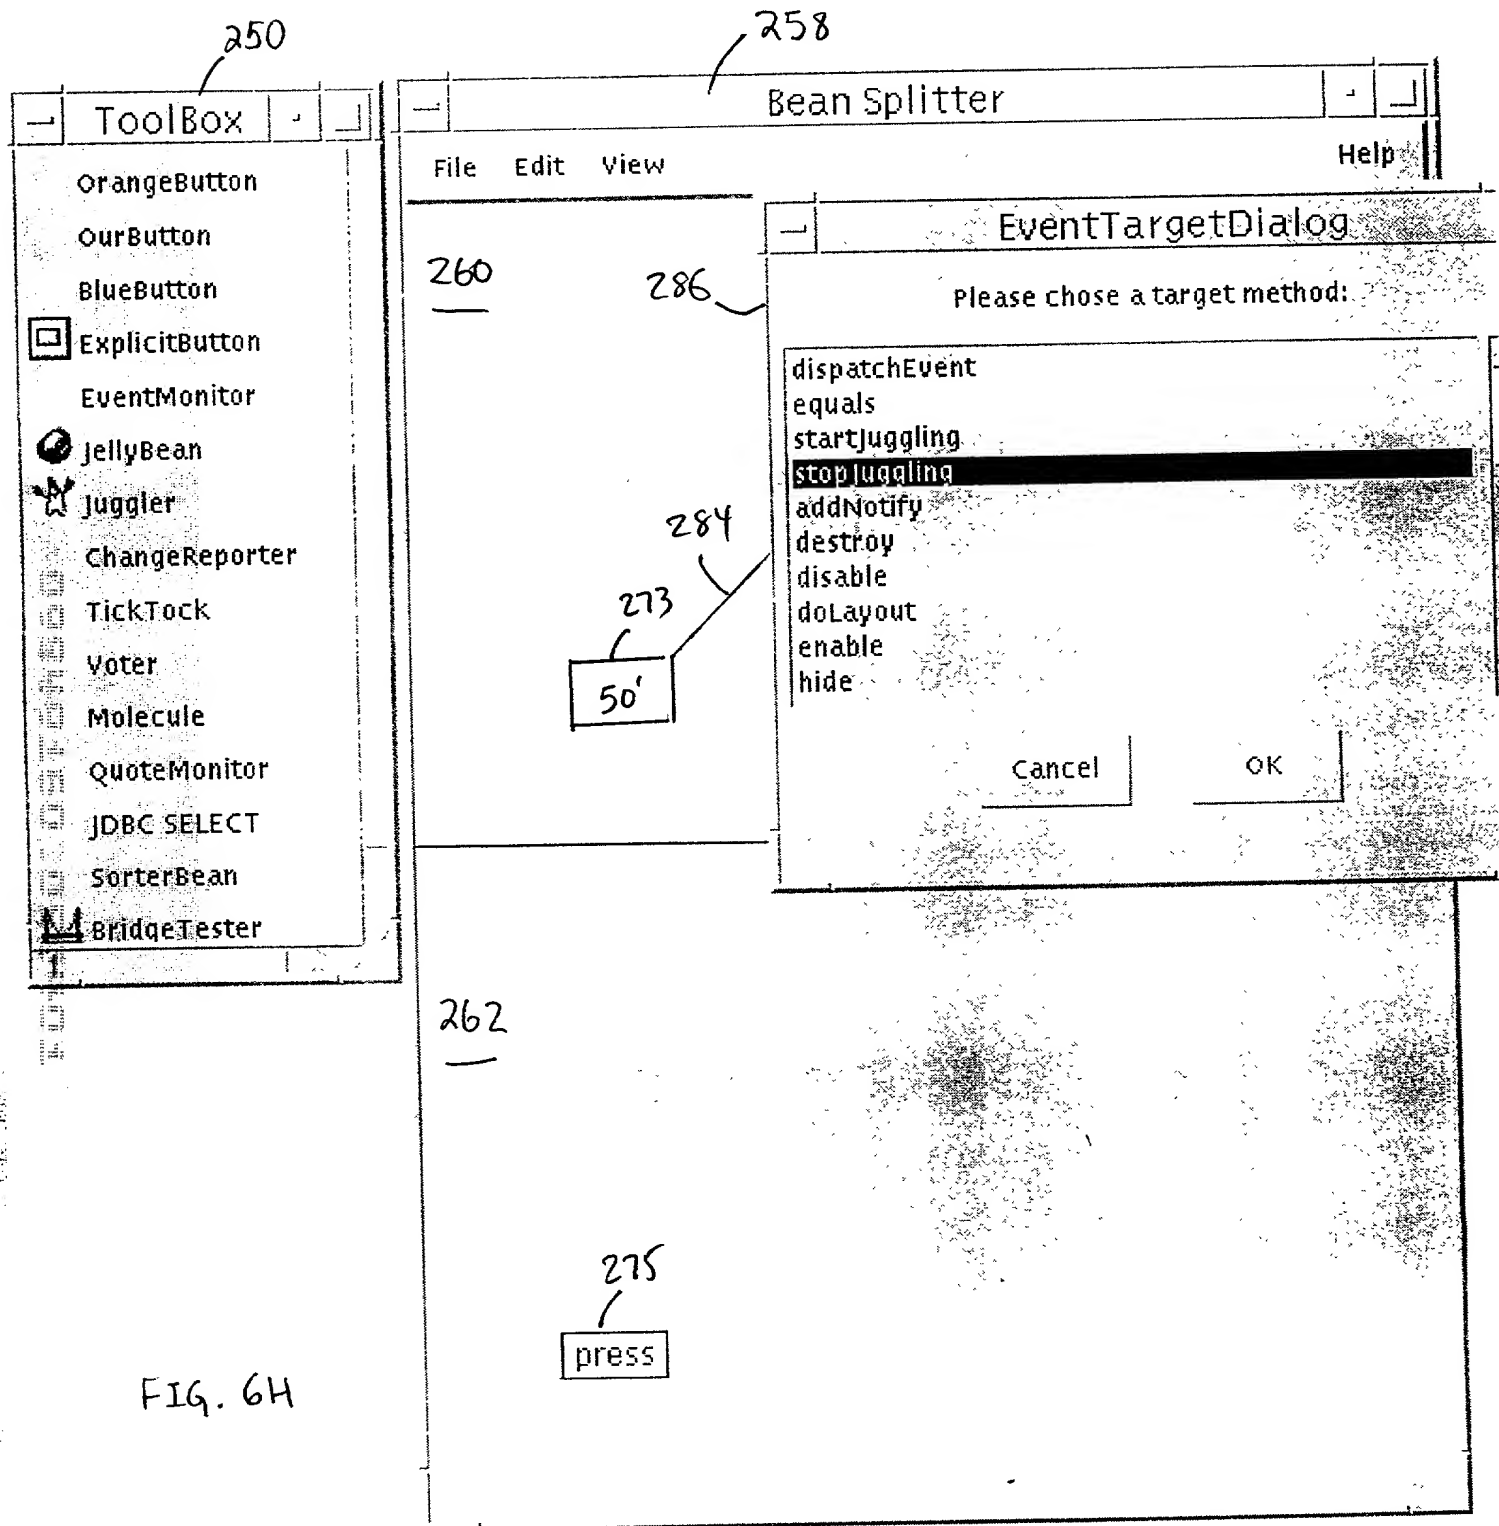 250
258
ToolBox
Bean Splitter
File Edit View Help
OrangeButton
OurButton
BlueButton
ExplicitButton
EventMonitor
JellyBean
Juggler
ChangeReporter
TickTock
Voter
Molecule
QuoteMonitor
JDBC SELECT
SorterBean
BridgeTester
260
286
EventTargetDialog
Please chose a target method:
dispatchEvent
equals
startJuggling
stopJuggling
addNotify
destroy
disable
doLayout
enable
hide
Cancel OK
284
273
50'
262
275
press
FIG. 6H